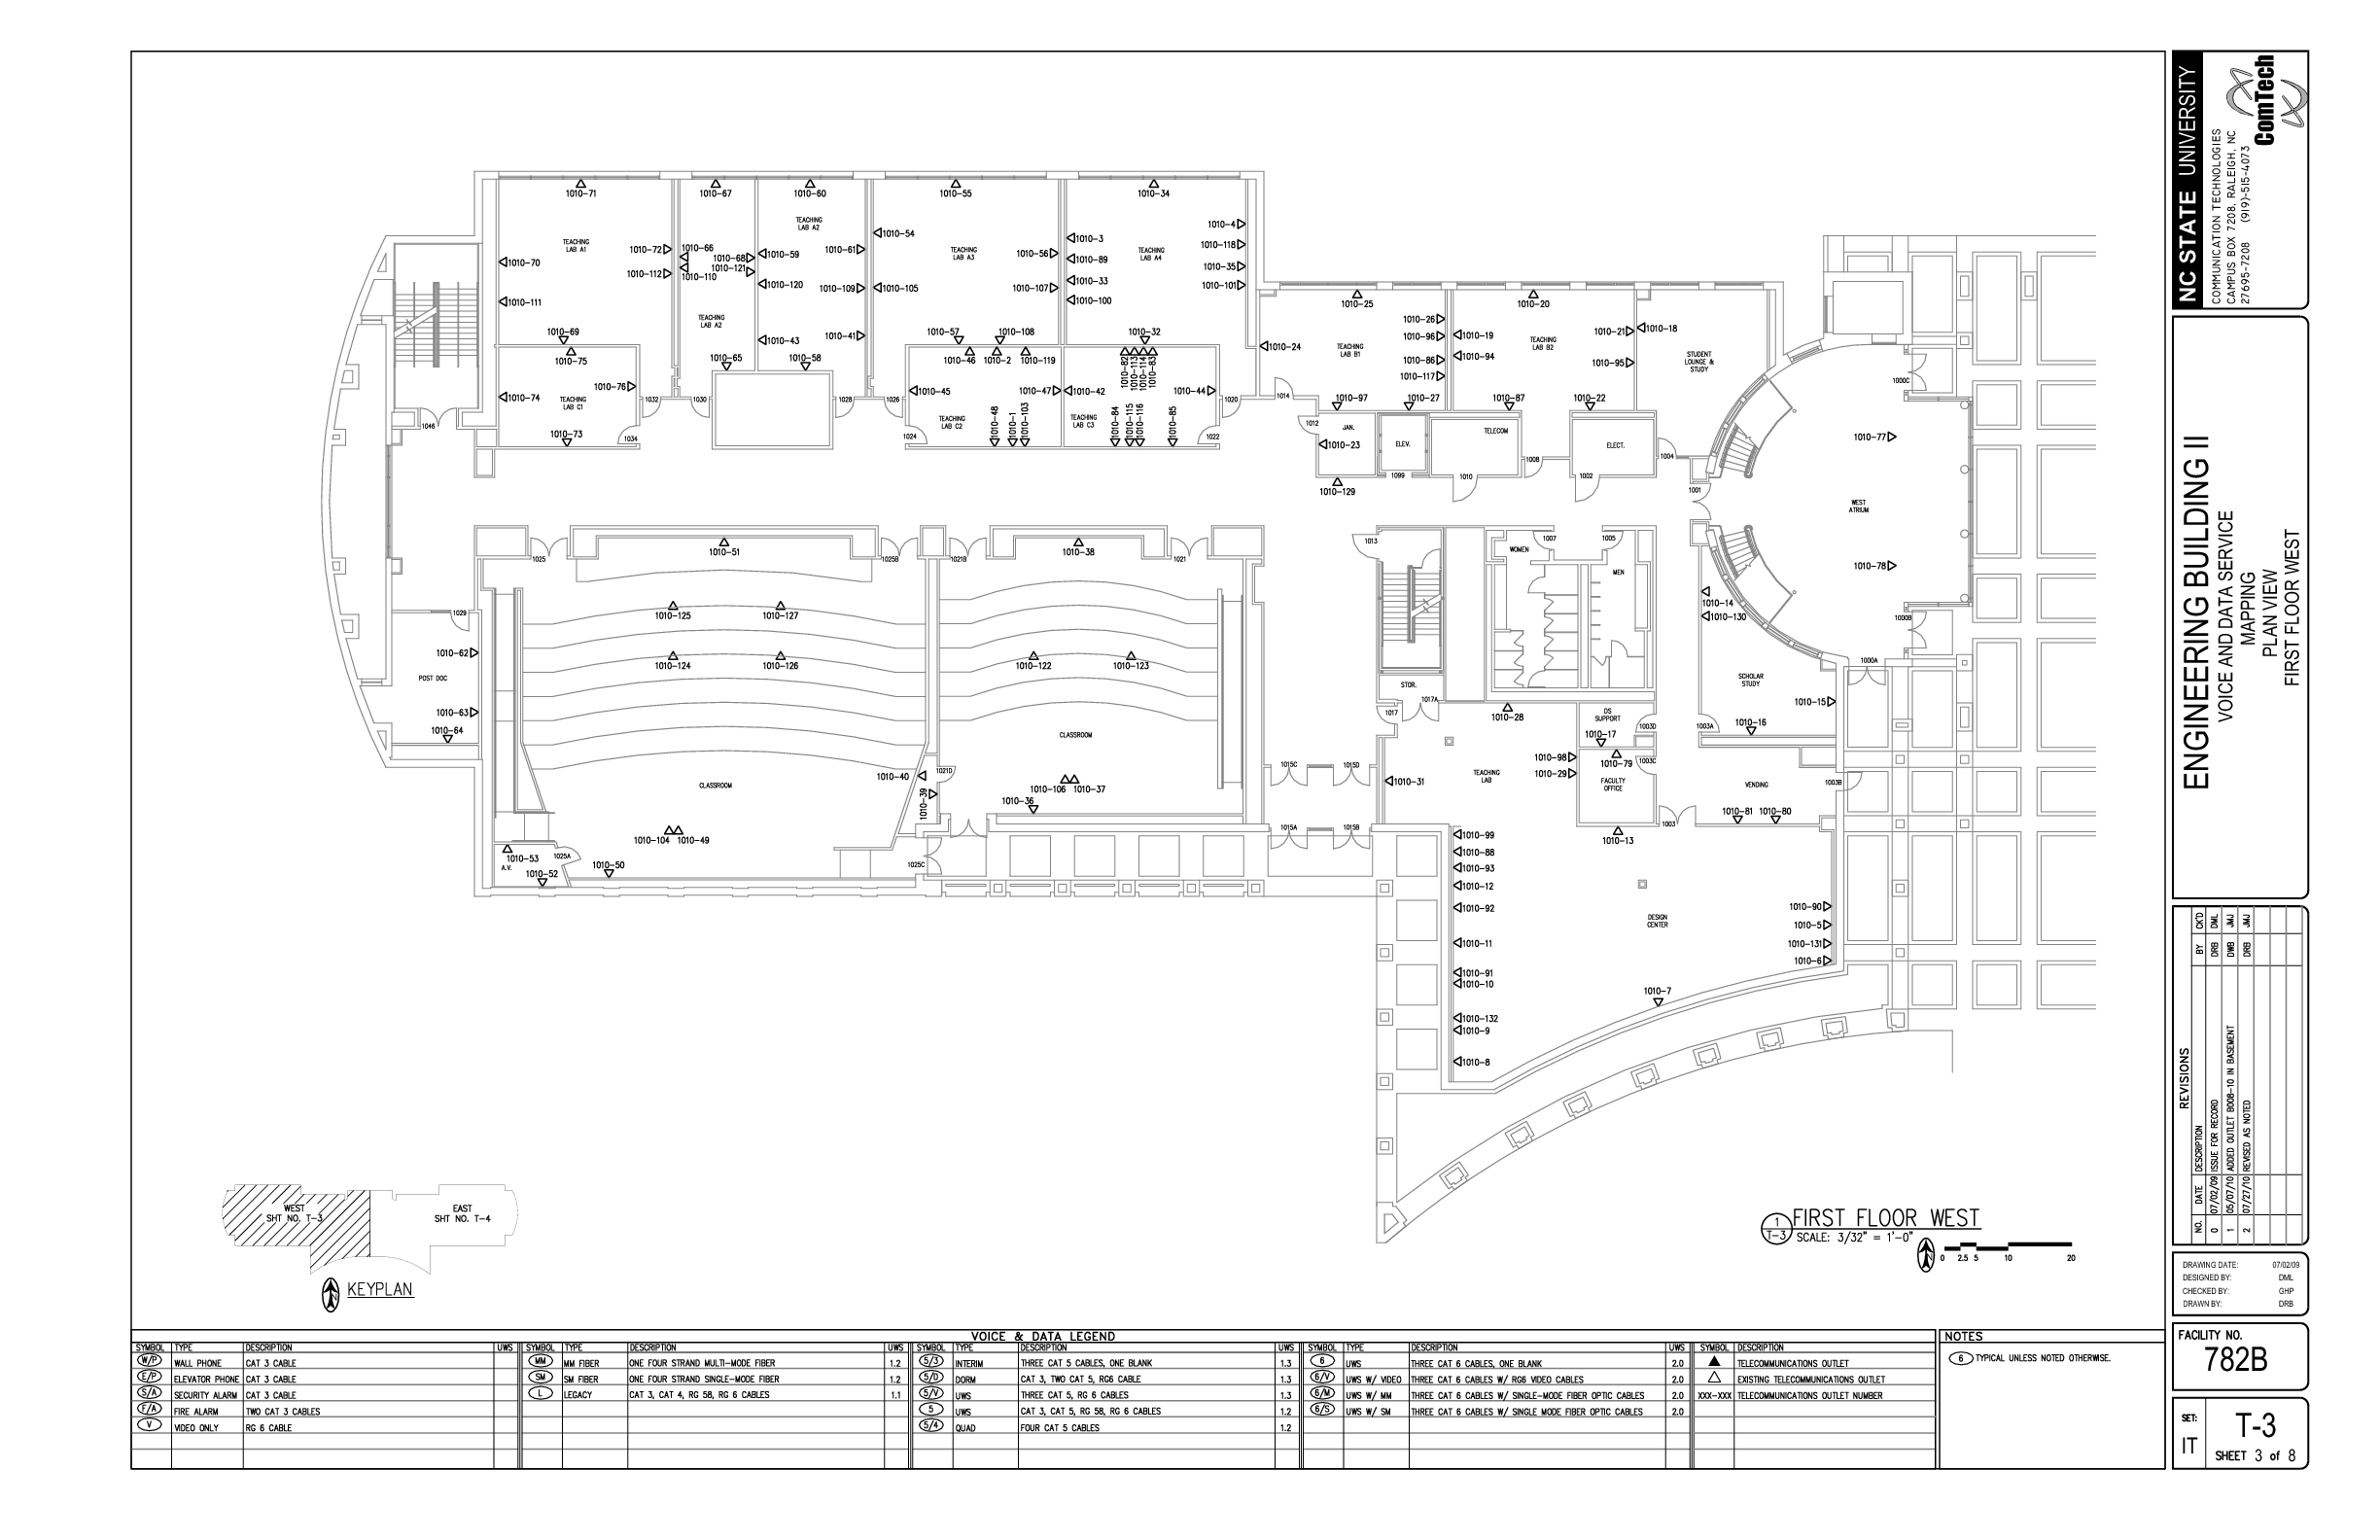 1010-71
1010-67
1010-60
1010-55
1010-34
TEACHING
LAB A1
TEACHING
LAB A2
TEACHING
LAB A3
TEACHING
LAB A4
1010-72
1010-66
1010-68
1010-121
1010-112
1010-110
1010-70
1010-111
1010-59
1010-120
1010-61
1010-109
1010-54
1010-105
1010-56
1010-107
1010-3
1010-89
1010-33
1010-100
1010-4
1010-118
1010-35
1010-101
TEACHING
LAB A2
1010-69
1010-75
1010-65
1010-43
1010-58
1010-41
1010-57
1010-108
1010-46
1010-2
1010-119
1010-32
1010-82
1010-113
1010-114
1010-83
1010-74
TEACHING
LAB C1
1010-76
1010-73
1010-45
1010-47
1010-42
1010-44
TEACHING
LAB C2
1010-48
1010-1
1010-103
TEACHING
LAB C3
1010-84
1010-115
1010-116
1010-85
1046
1032
1034
1030
1028
1026
1024
1022
1020
1014
1012
1010-25
1010-20
1010-24
TEACHING
LAB B1
1010-26
1010-96
1010-86
1010-117
1010-97
1010-27
1010-19
1010-94
TEACHING
LAB B2
1010-21
1010-95
1010-87
1010-22
1010-18
STUDENT
LOUNGE &
STUDY
JAN.
1010-23
ELEV.
TELECOM
ELECT.
1010-129
1099
1010
1008
1002
1004
1001
1000C
1010-77
WEST
ATRIUM
1010-78
1000B
1000A
1025
1010-51
1025B
1021B
1010-38
1021
1013
WOMEN
1007
1005
MEN
1010-125
1010-127
1010-124
1010-126
1010-122
1010-123
1029
1010-62
POST DOC
1010-63
1010-64
CLASSROOM
CLASSROOM
1010-40
1021D
1010-39
1010-106 1010-37
1010-36
1010-104 1010-49
1010-53
A.V.
1025A
1010-52
1010-50
1025C
1015C
1015D
1015A
1015B
STOR.
1017A
1017
1010-28
DS
SUPPORT
1010-17
1003D
1010-14
1010-130
SCHOLAR
STUDY
1010-15
1010-16
1003A
1010-31
TEACHING
LAB
1010-98
1010-29
1010-79
1003C
FACULTY
OFFICE
1010-13
VENDING
1003B
1010-81 1010-80
1003
1010-99
1010-88
1010-93
1010-12
1010-92
1010-11
1010-91
1010-10
1010-132
1010-9
1010-8
DESIGN
CENTER
1010-90
1010-5
1010-131
1010-6
1010-7
WEST
SHT NO. T-3
EAST
SHT NO. T-4
KEYPLAN
1
T-3
FIRST FLOOR WEST
SCALE: 3/32" = 1'-0"
0 2.5 5 10 20
VOICE & DATA LEGEND
SYMBOL TYPE DESCRIPTION UWS
W/P WALL PHONE CAT 3 CABLE
E/P ELEVATOR PHONE CAT 3 CABLE
S/A SECURITY ALARM CAT 3 CABLE
F/A FIRE ALARM TWO CAT 3 CABLES
V VIDEO ONLY RG 6 CABLE
SYMBOL TYPE DESCRIPTION UWS
MM MM FIBER ONE FOUR STRAND MULTI-MODE FIBER 1.2
SM SM FIBER ONE FOUR STRAND SINGLE-MODE FIBER 1.2
L LEGACY CAT 3, CAT 4, RG 58, RG 6 CABLES 1.1
SYMBOL TYPE DESCRIPTION UWS
5/3 INTERIM THREE CAT 5 CABLES, ONE BLANK 1.3
5/D DORM CAT 3, TWO CAT 5, RG6 CABLE 1.3
5/V UWS THREE CAT 5, RG 6 CABLES 1.3
5 UWS CAT 3, CAT 5, RG 58, RG 6 CABLES 1.2
5/4 QUAD FOUR CAT 5 CABLES 1.2
SYMBOL TYPE DESCRIPTION UWS
6 UWS THREE CAT 6 CABLES, ONE BLANK 2.0
6/V UWS W/ VIDEO THREE CAT 6 CABLES W/ RG6 VIDEO CABLES 2.0
6/M UWS W/ MM THREE CAT 6 CABLES W/ SINGLE-MODE FIBER OPTIC CABLES 2.0
6/S UWS W/ SM THREE CAT 6 CABLES W/ SINGLE MODE FIBER OPTIC CABLES 2.0
SYMBOL DESCRIPTION
TELECOMMUNICATIONS OUTLET
EXISTING TELECOMMUNICATIONS OUTLET
XXX-XXX TELECOMMUNICATIONS OUTLET NUMBER
NOTES
6 TYPICAL UNLESS NOTED OTHERWISE.
NC STATE UNIVERSITY
COMMUNICATION TECHNOLOGIES
CAMPUS BOX 7208, RALEIGH, NC
27695-7208 (919)-515-4073
ComTech
ENGINEERING BUILDING II
VOICE AND DATA SERVICE
MAPPING
PLAN VIEW
FIRST FLOOR WEST
REVISIONS
NO. DATE DESCRIPTION BY CK'D
0 07/02/09 ISSUE FOR RECORD DRB DML
1 05/07/10 ADDED OUTLET B008-10 IN BASEMENT DWB JMJ
2 07/27/10 REVISED AS NOTED DRB JMJ
DRAWING DATE: 07/02/09
DESIGNED BY: DML
CHECKED BY: GHP
DRAWN BY: DRB
FACILITY NO.
782B
SET:
IT
T-3
SHEET 3 of 8